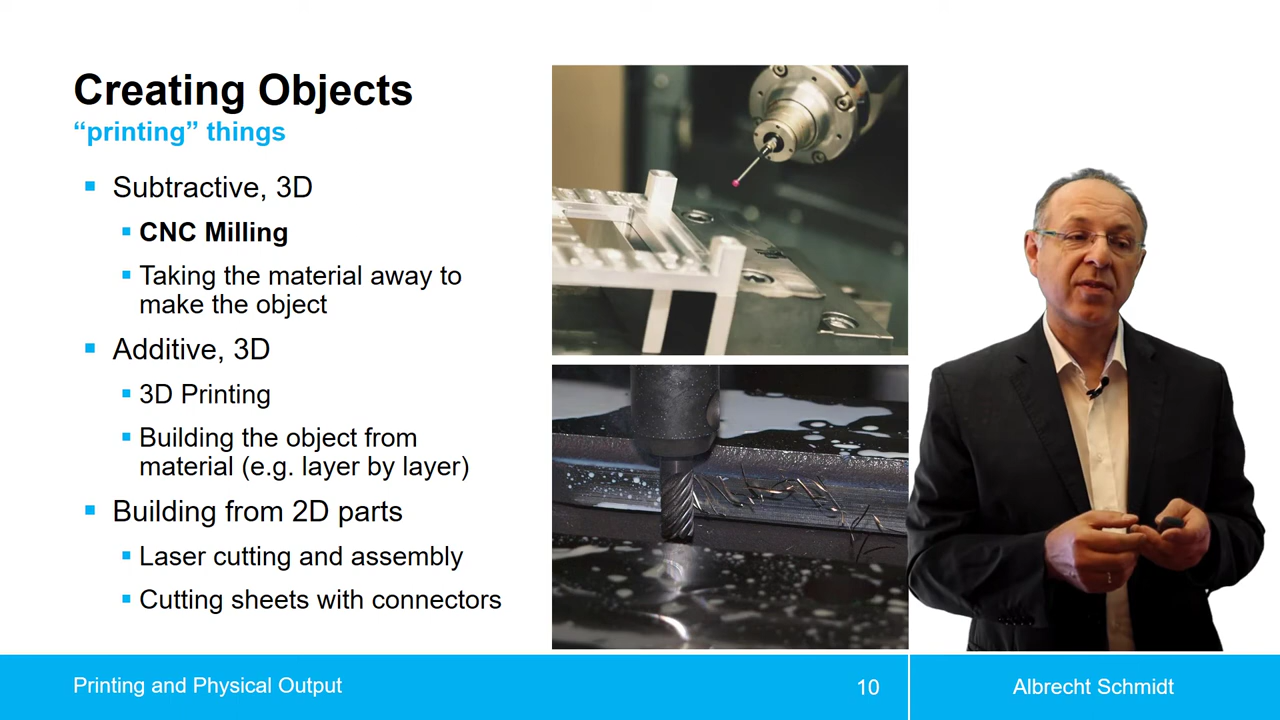 Creating Objects
“printing” things
Subtractive, 3D
CNC Milling
Taking the material away to
make the object
Additive, 3D
3D Printing
Building the object from
material (e.g. layer by layer)
Building from 2D parts
Laser cutting and assembly
Cutting sheets with connectors
Printing and Physical Output
10
Albrecht Schmidt